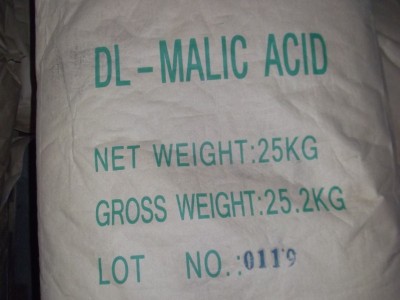 DL-MALIC ACID
NET WEIGHT:25KG
GROSS WEIGHT:25.2KG
LOT NO.:0119